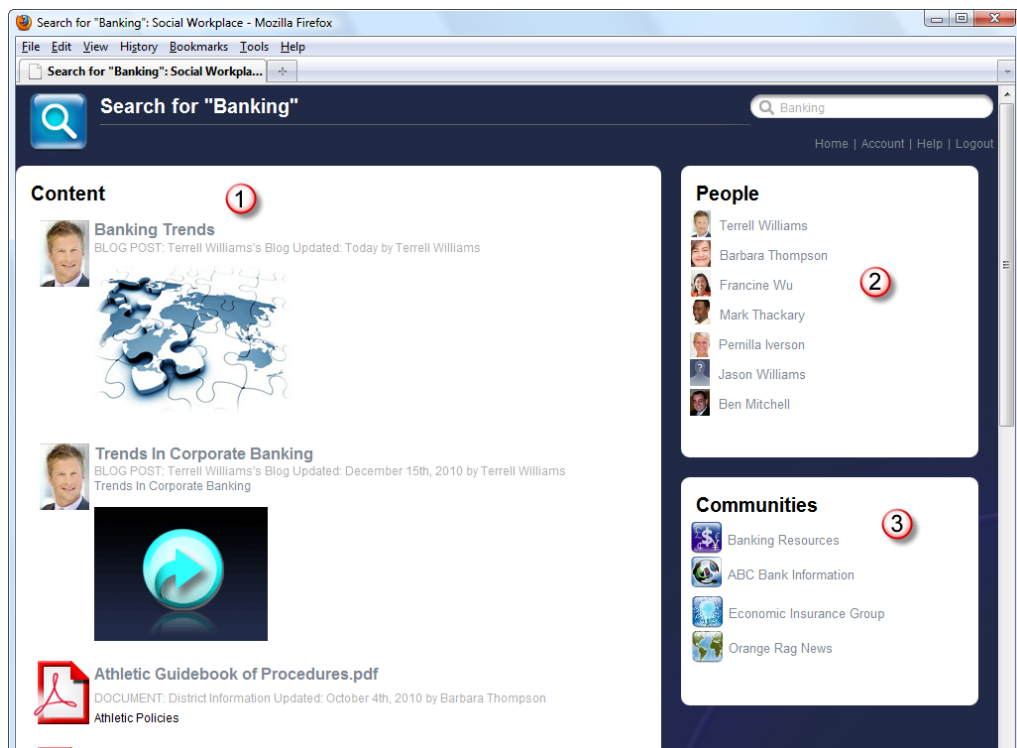 Search for "Banking": Social Workplace - Mozilla Firefox
File Edit View History Bookmarks Tools Help
Search for "Banking": Social Workpla...
Search for "Banking"
Banking
Home | Account | Help | Logout
Content
1
Banking Trends
BLOG POST: Terrell Williams's Blog Updated: Today by Terrell Williams
Trends In Corporate Banking
BLOG POST: Terrell Williams's Blog Updated: December 15th, 2010 by Terrell Williams
Trends In Corporate Banking
Athletic Guidebook of Procedures.pdf
DOCUMENT: District Information Updated: October 4th, 2010 by Barbara Thompson
Athletic Policies
People
Terrell Williams
Barbara Thompson
Francine Wu
2
Mark Thackary
Pernilla Iverson
?
Jason Williams
Ben Mitchell
Communities
3
Banking Resources
ABC Bank Information
Economic Insurance Group
Orange Rag News